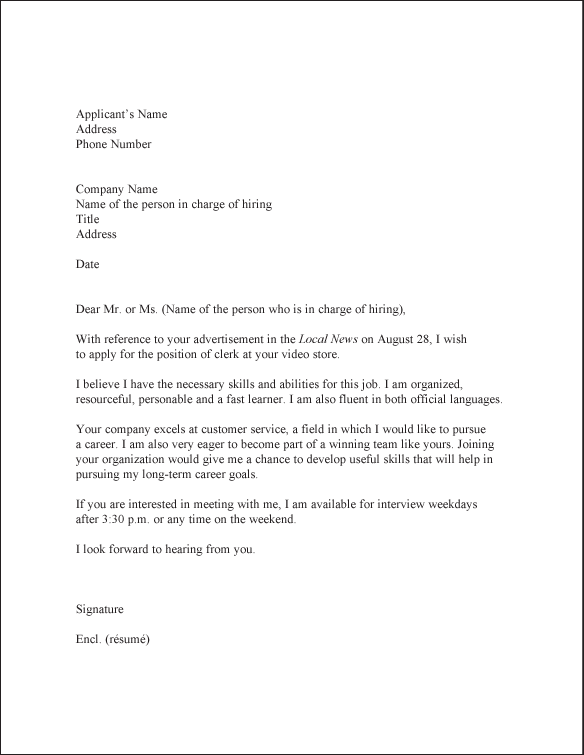 Applicant’s Name
Address
Phone Number
Company Name
Name of the person in charge of hiring
Title
Address
Date
Dear Mr. or Ms. (Name of the person who is in charge of hiring),
With reference to your advertisement in the Local News on August 28, I wish
to apply for the position of clerk at your video store.
I believe I have the necessary skills and abilities for this job. I am organized,
resourceful, personable and a fast learner. I am also fluent in both official languages.
Your company excels at customer service, a field in which I would like to pursue
a career. I am also very eager to become part of a winning team like yours. Joining
your organization would give me a chance to develop useful skills that will help in
pursuing my long-term career goals.
If you are interested in meeting with me, I am available for interview weekdays
after 3:30 p.m. or any time on the weekend.
I look forward to hearing from you.
Signature
Encl. (résumé)